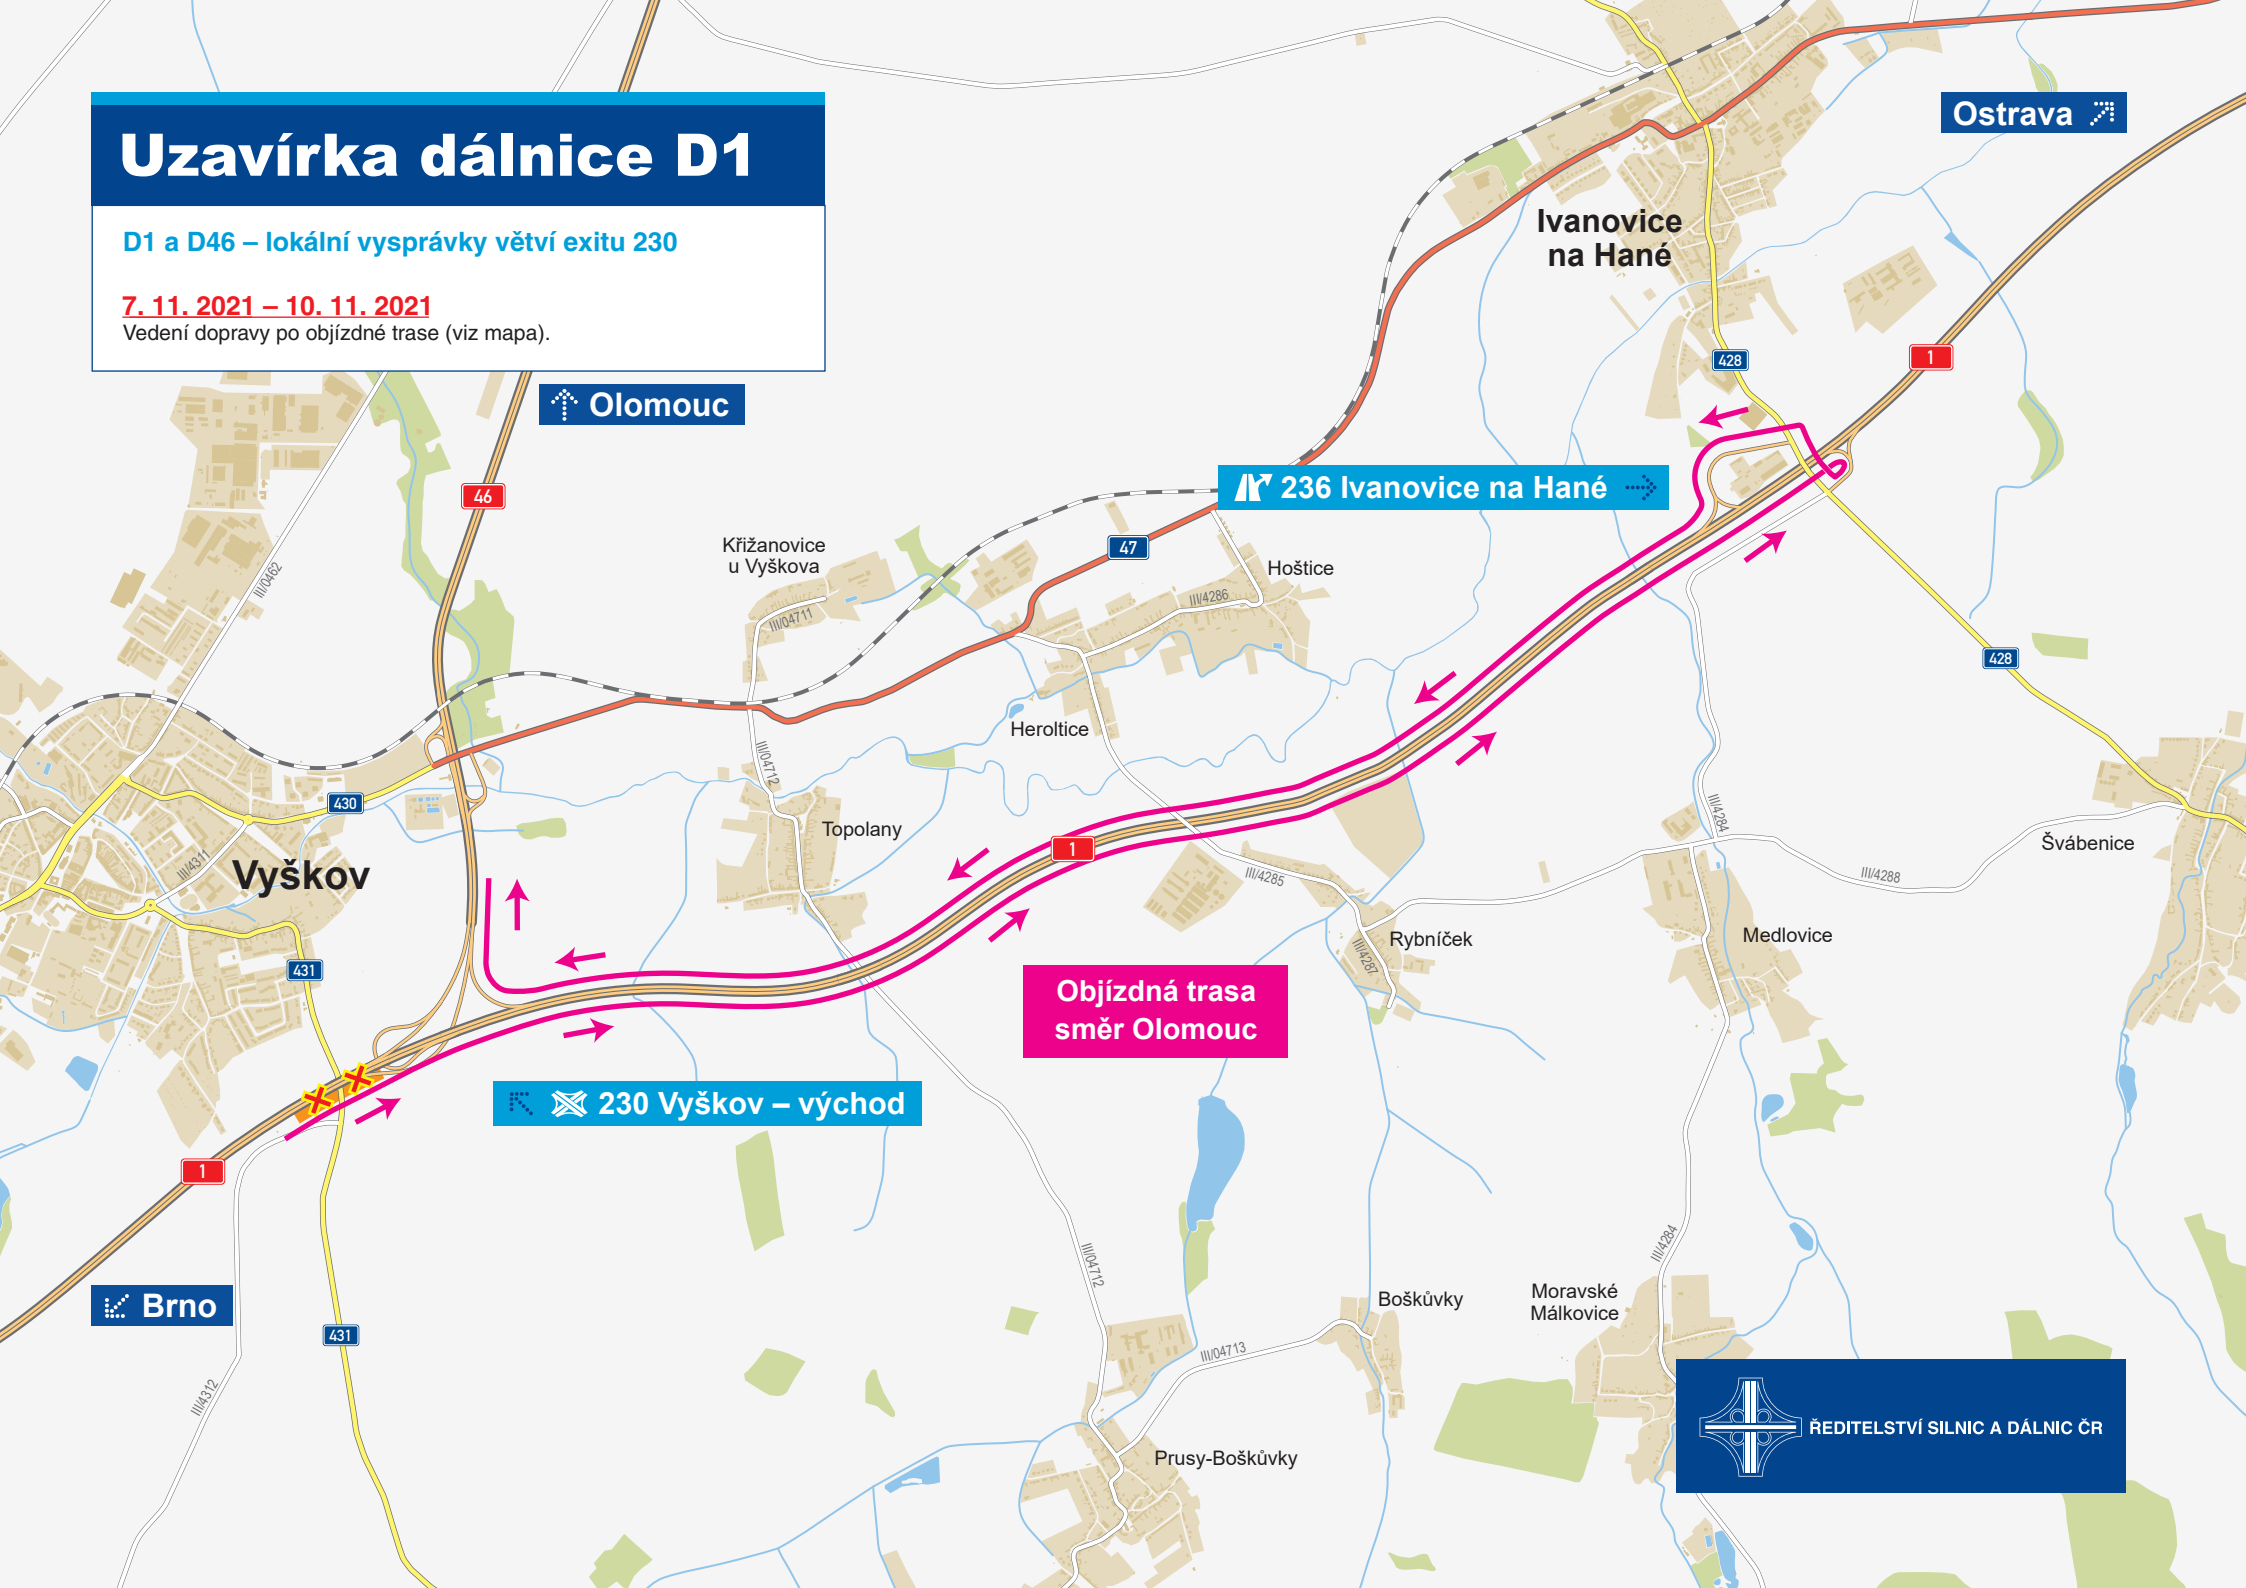 Uzavírka dálnice D1
D1 a D46 – lokální vysprávky větví exitu 230
7. 11. 2021 – 10. 11. 2021
Vedení dopravy po objízdné trase (viz mapa).
Ostrava
Ivanovice
na Hané
428
1
Olomouc
46
236 Ivanovice na Hané
47
Křižanovice
u Vyškova
III/04711
Hoštice
III/4286
III/0462
428
Heroltice
III/04712
430
Topolany
1
III/4284
Švábenice
III/4311
Vyškov
III/4285
III/4288
Rybníček
III/4287
Medlovice
431
Objízdná trasa
směr Olomouc
230 Vyškov – východ
1
Brno
431
III/4312
III/04712
III/4284
Boškůvky
Moravské
Málkovice
III/04713
Prusy-Boškůvky
ŘEDITELSTVÍ SILNIC A DÁLNIC ČR